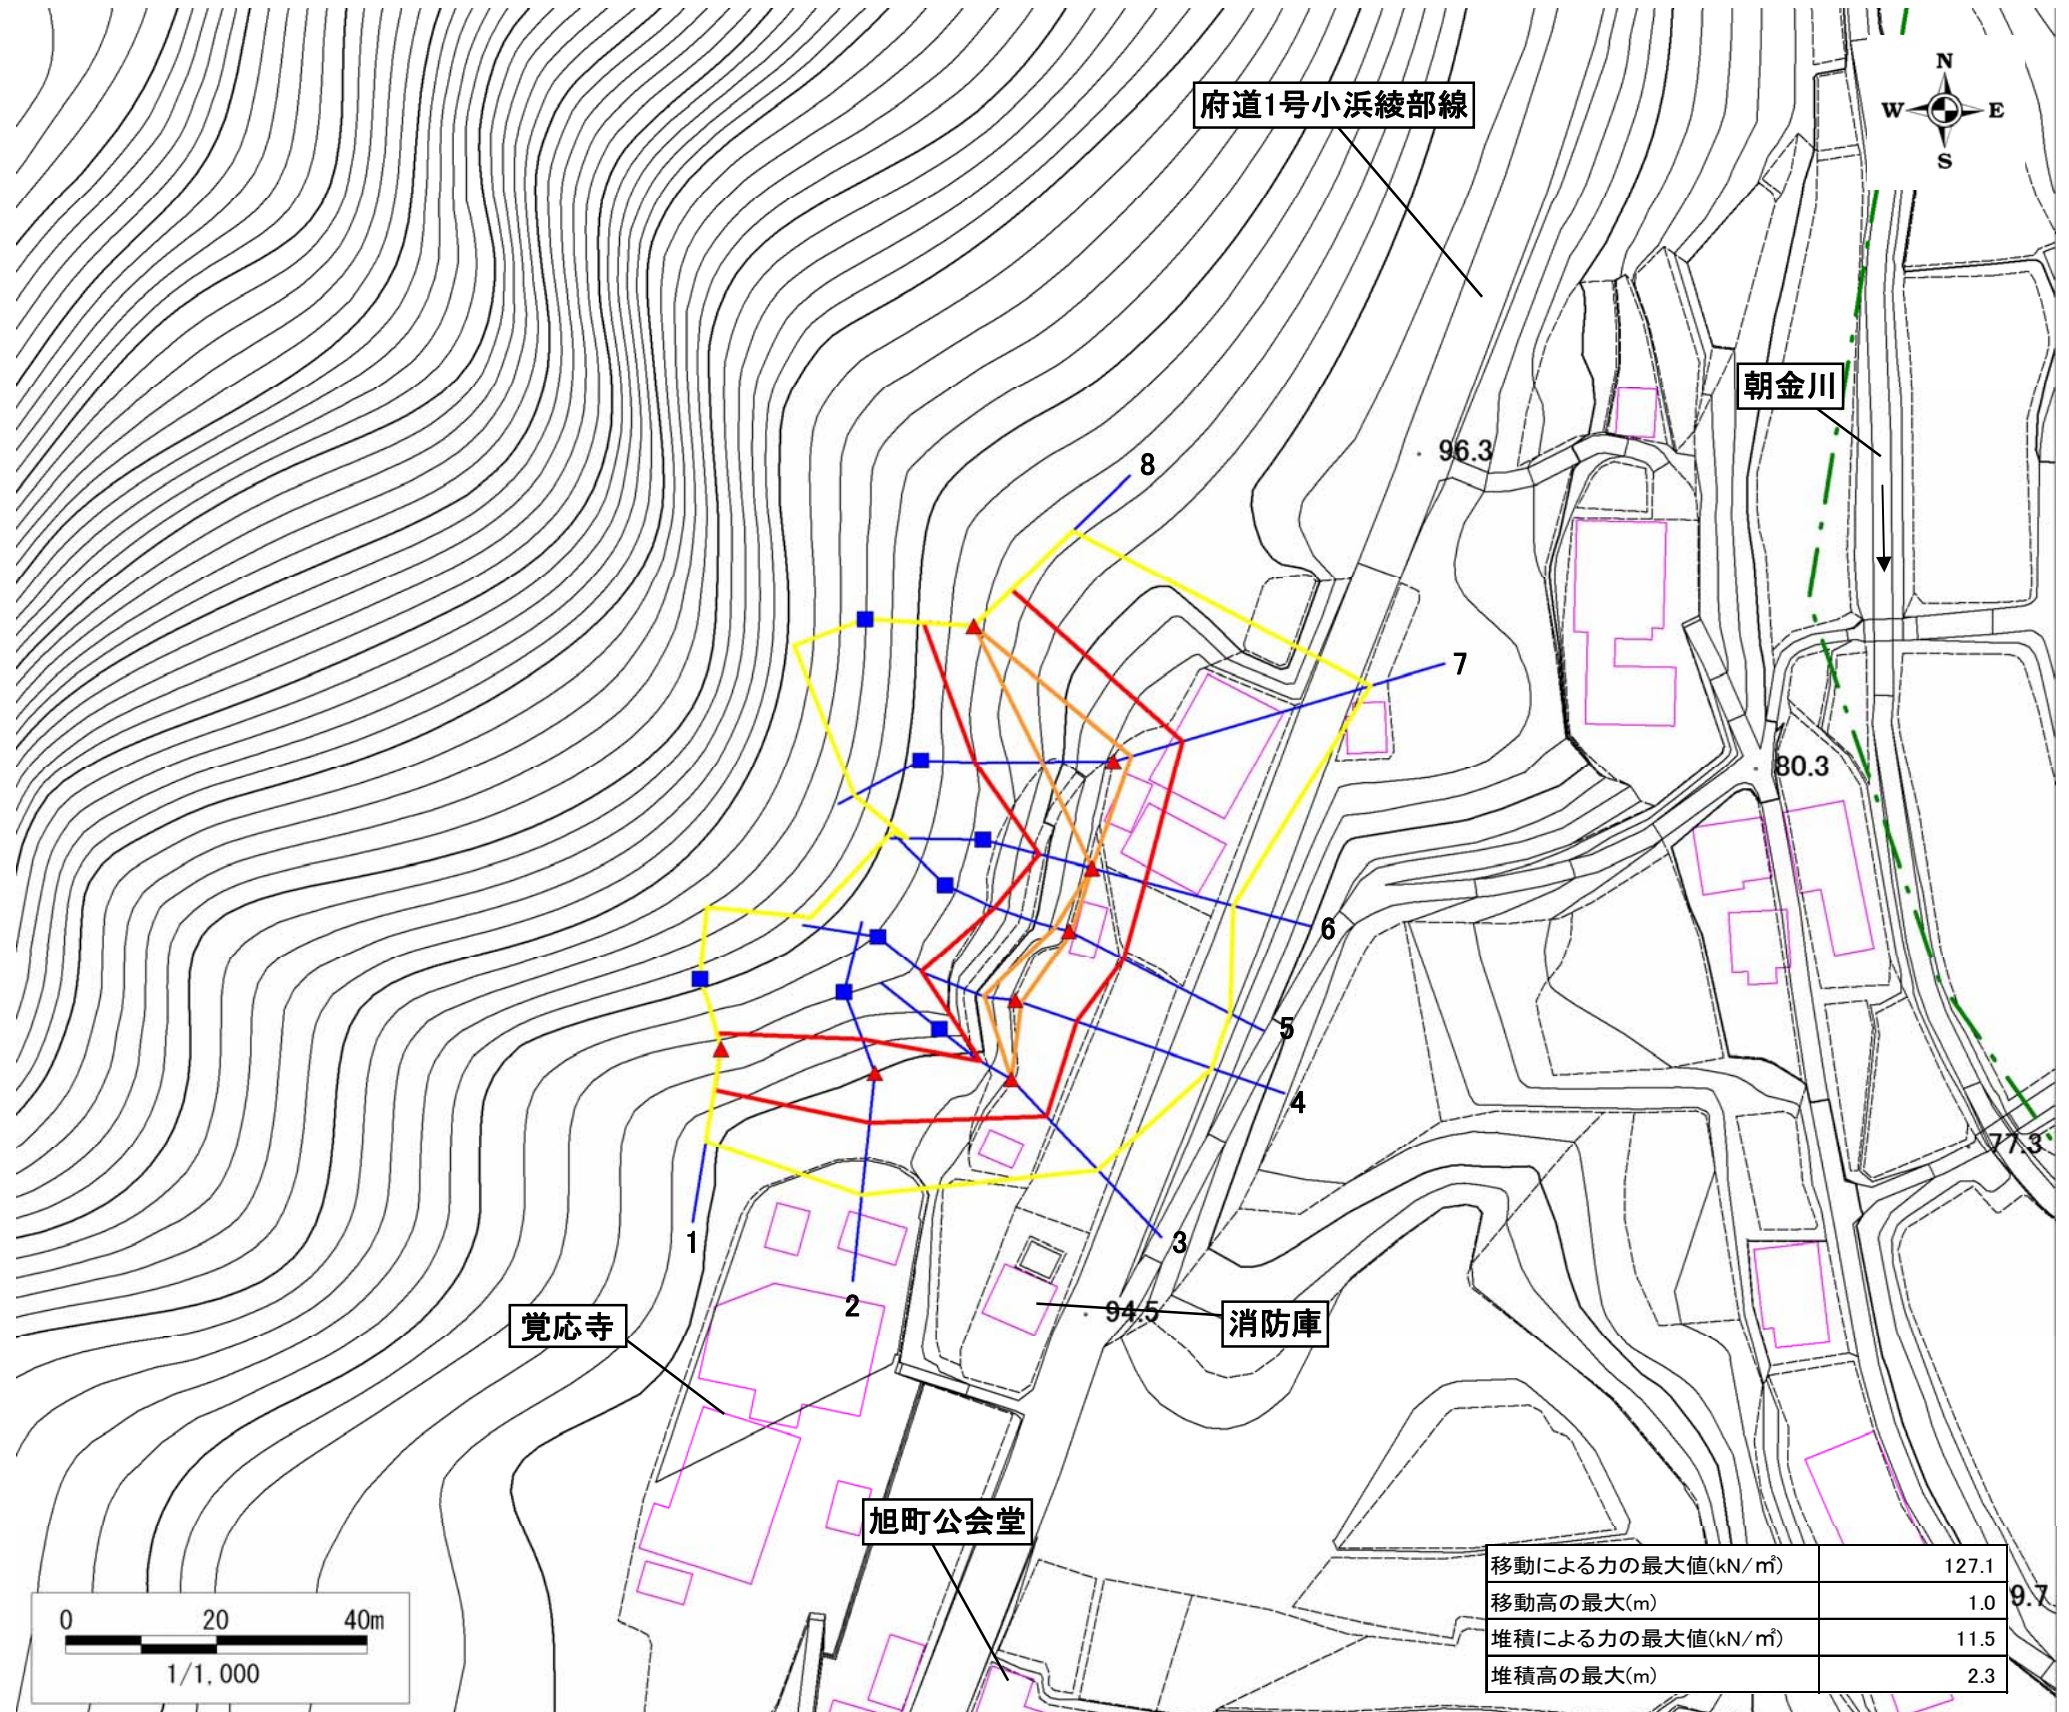 府道1号小浜綾部線
N
W
E
S
朝金川
96.3
8
7
80.3
6
5
4
77.3
3
1
2
覚応寺
94.5
消防庫
旭町公会堂
0 20 40m
1/1,000
移動による力の最大値(kN/㎡) 127.1
移動高の最大(m) 1.0
堆積による力の最大値(kN/㎡) 11.5
堆積高の最大(m) 2.3
9.7